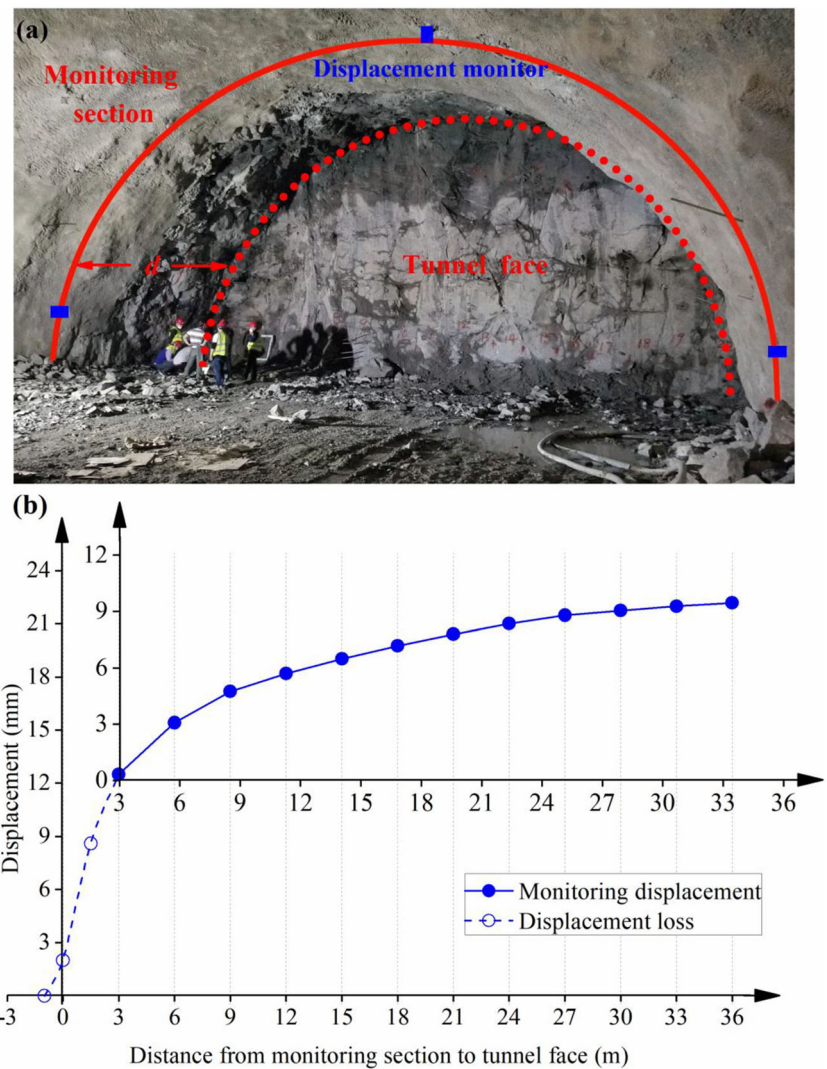 (a)
Monitoring
section
Displacement monitor
d
Tunnel face
(b)
Displacement (mm)
24
21
18
15
12
9
6
3
12
9
6
3
0
3 6 9 12 15 18 21 24 27 30 33 36
Monitoring displacement
Displacement loss
-3 0 3 6 9 12 15 18 21 24 27 30 33 36
Distance from monitoring section to tunnel face (m)